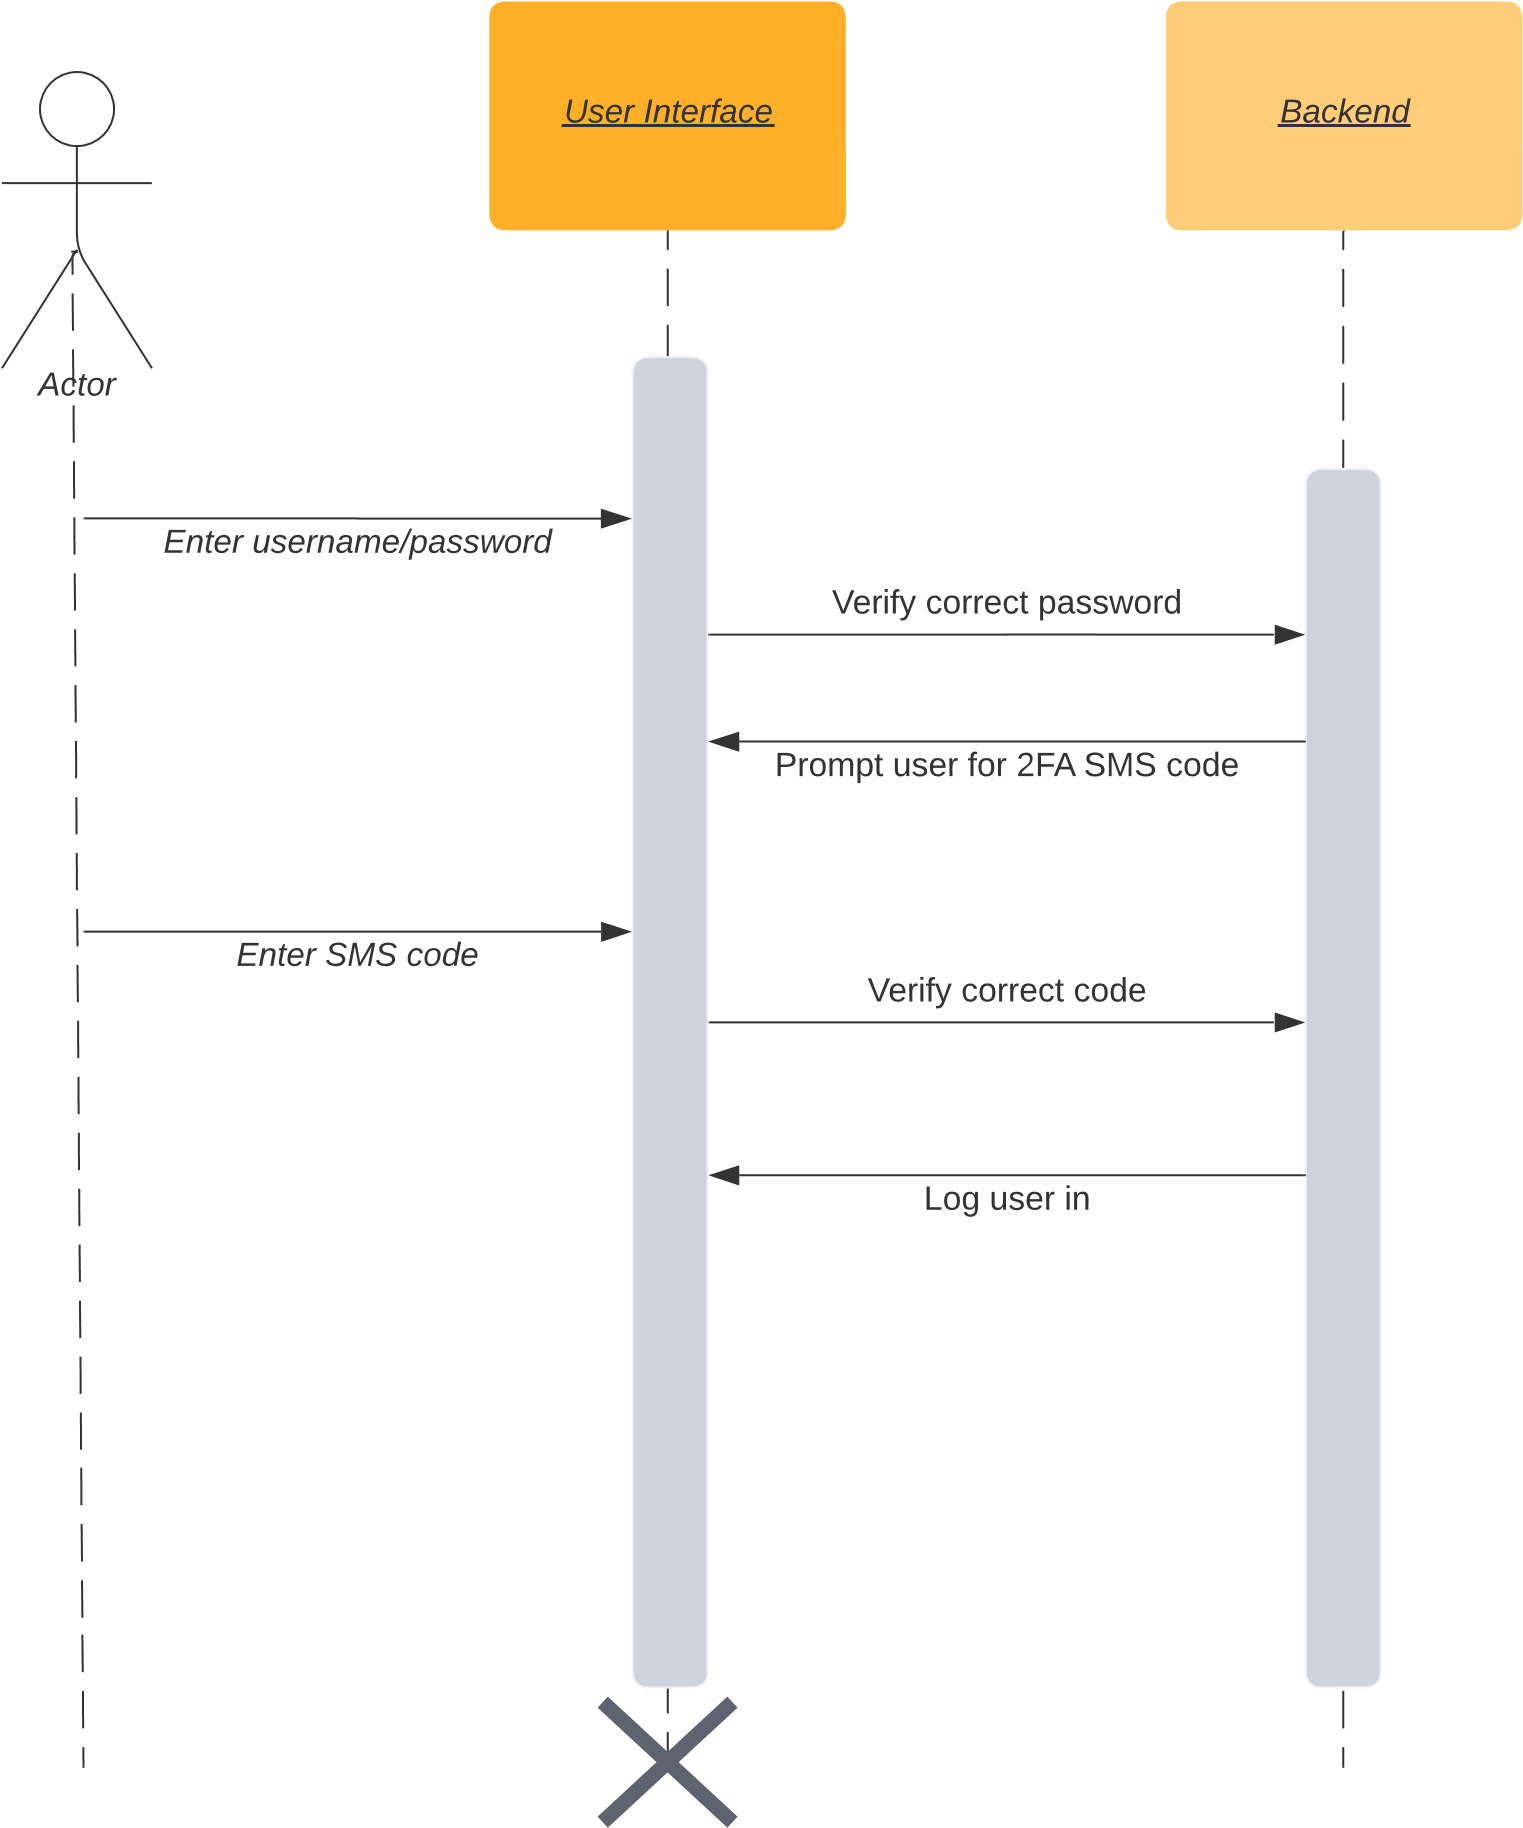 User Interface
Backend
Actor
Enter username/password
Verify correct password
Prompt user for 2FA SMS code
Enter SMS code
Verify correct code
Log user in